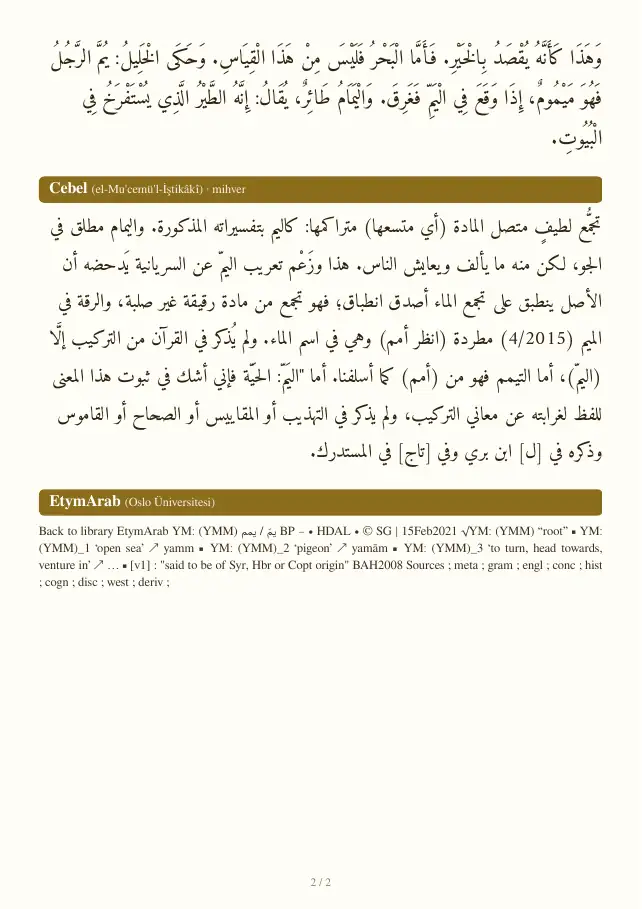 وَهَذَا كَأَنَّهُ يُقْصَدُ بِالْخَيْرِ. فَأَمَّا الْبَحْرُ فَلَيْسَ مِنْ هَذَا الْقِيَاسِ. وَحَكَى الْخَلِيلُ: يُمَّ الرَّجُلُ
فَهُوَ مَيْمُومٌ، إِذَا وَقَعَ فِي الْيَمِّ فَغَرِقَ. وَالْيَمَامُ طَائِرٌ، يُقَالُ: إِنَّهُ الطَّيْرُ الَّذِي يُسْتَفْرَخُ فِي
الْبُيُوتِ.
Cebel (el-Mu'cemü'l-İştikâkî) · mihver
تجمُّع لطيفٍ متصل المادة (أي متسعها) متراكمها: كاليم بتفسيراته المذكورة. واليمام مطلق في
الجو، لكن منه ما يألف ويعايش الناس. هذا وزَعْم تعريب اليمّ عن السريانية يَدحضه أن
الأصل ينطبق على تجمع الماء أصدق انطباق؛ فهو تجمع من مادة رقيقة غير صلبة، والرقة في
الميم (4/2015) مطردة (انظر أمم) وهي في اسم الماء. ولم يُذكر في القرآن من التركيب إلَّا
(اليمّ)، أما التيمم فهو من (أمم) كما أسلفنا. أما "اليَمّ: الحيّة فإني أشك في ثبوت هذا المعنى
للفظ لغرابته عن معاني التركيب، ولم يذكر في التهذيب أو المقاييس أو الصحاح أو القاموس
وذكره في [ل] ابن بري وفي [تاج] في المستدرك.
EtymArab (Oslo Üniversitesi)
Back to library EtymArab YM: (YMM) يمّ / يمم BP – • HDAL • © SG | 15Feb2021 √YM: (YMM) “root” ▪ YM:
(YMM)_1 ‘open sea’ ↗ yamm ▪ YM: (YMM)_2 ‘pigeon’ ↗ yamām ▪ YM: (YMM)_3 ‘to turn, head towards,
venture in’ ↗ … ▪ [v1] : "said to be of Syr, Hbr or Copt origin" BAH2008 Sources ; meta ; gram ; engl ; conc ; hist
; cogn ; disc ; west ; deriv ;
2 / 2